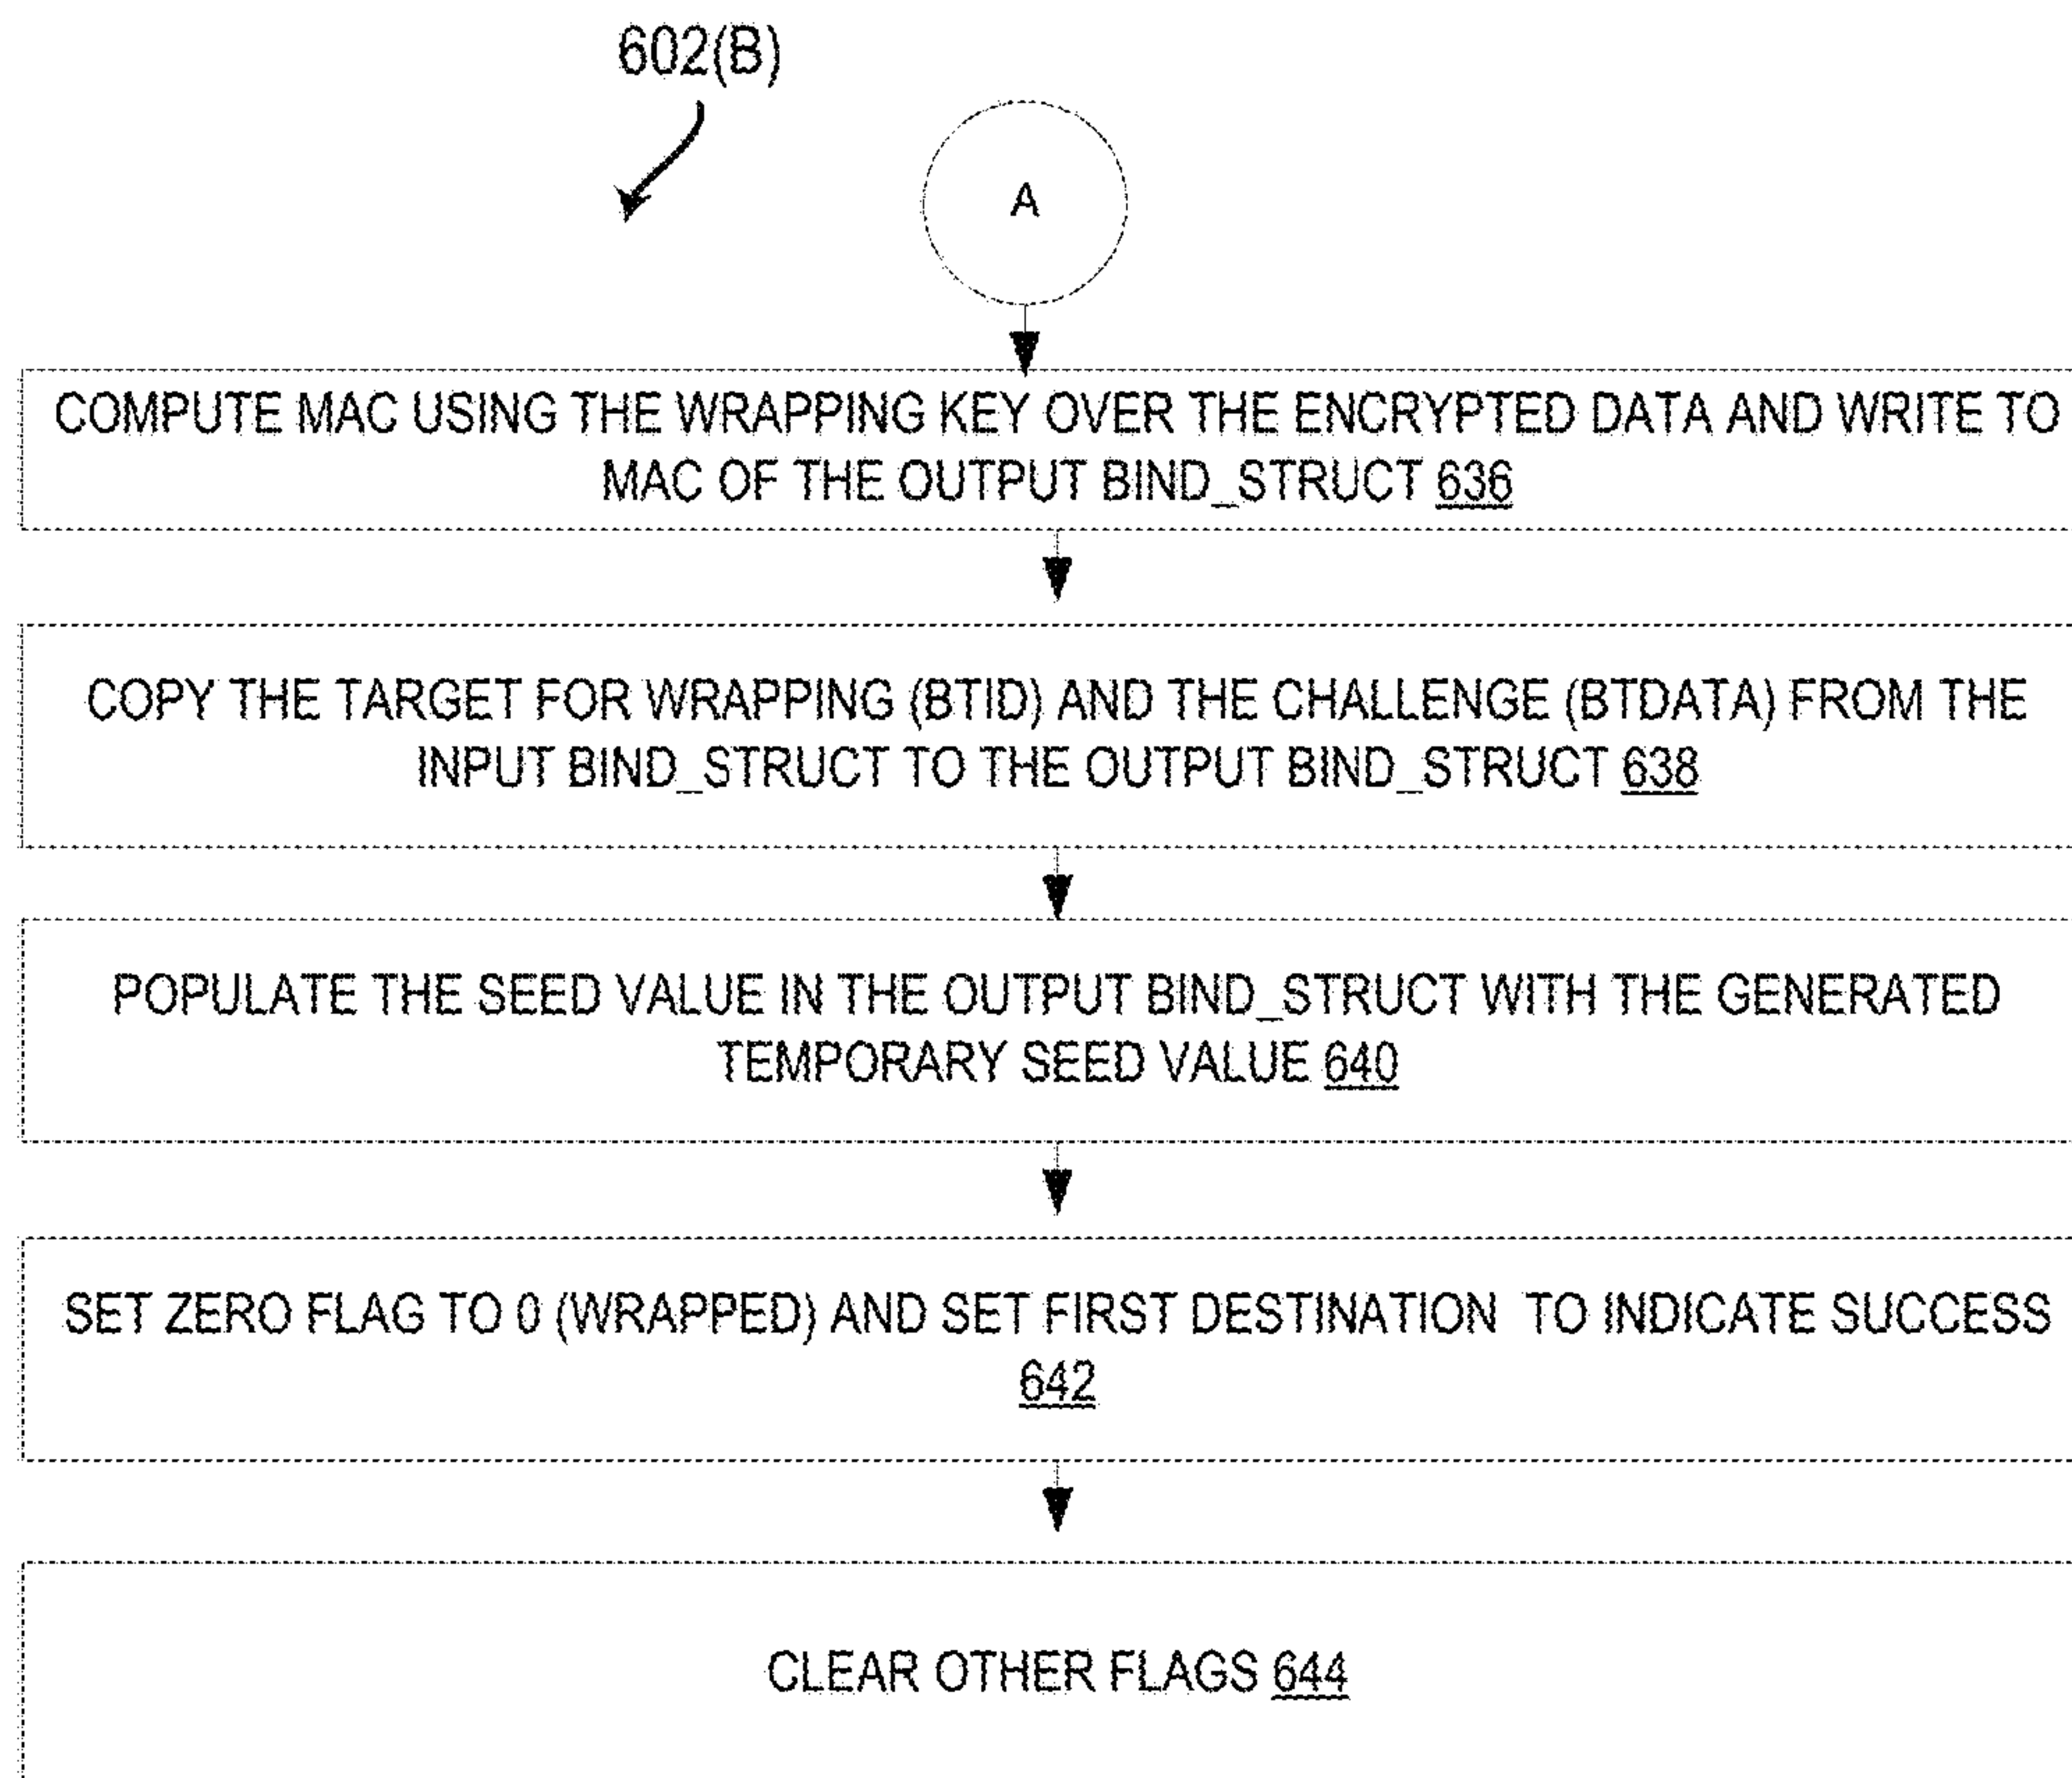 602(B)
A
COMPUTE MAC USING THE WRAPPING KEY OVER THE ENCRYPTED DATA AND WRITE TO
MAC OF THE OUTPUT BIND_STRUCT 636
COPY THE TARGET FOR WRAPPING (BTID) AND THE CHALLENGE (BTDATA) FROM THE
INPUT BIND_STRUCT TO THE OUTPUT BIND_STRUCT 638
POPULATE THE SEED VALUE IN THE OUTPUT BIND_STRUCT WITH THE GENERATED
TEMPORARY SEED VALUE 640
SET ZERO FLAG TO 0 (WRAPPED) AND SET FIRST DESTINATION TO INDICATE SUCCESS
642
CLEAR OTHER FLAGS 644